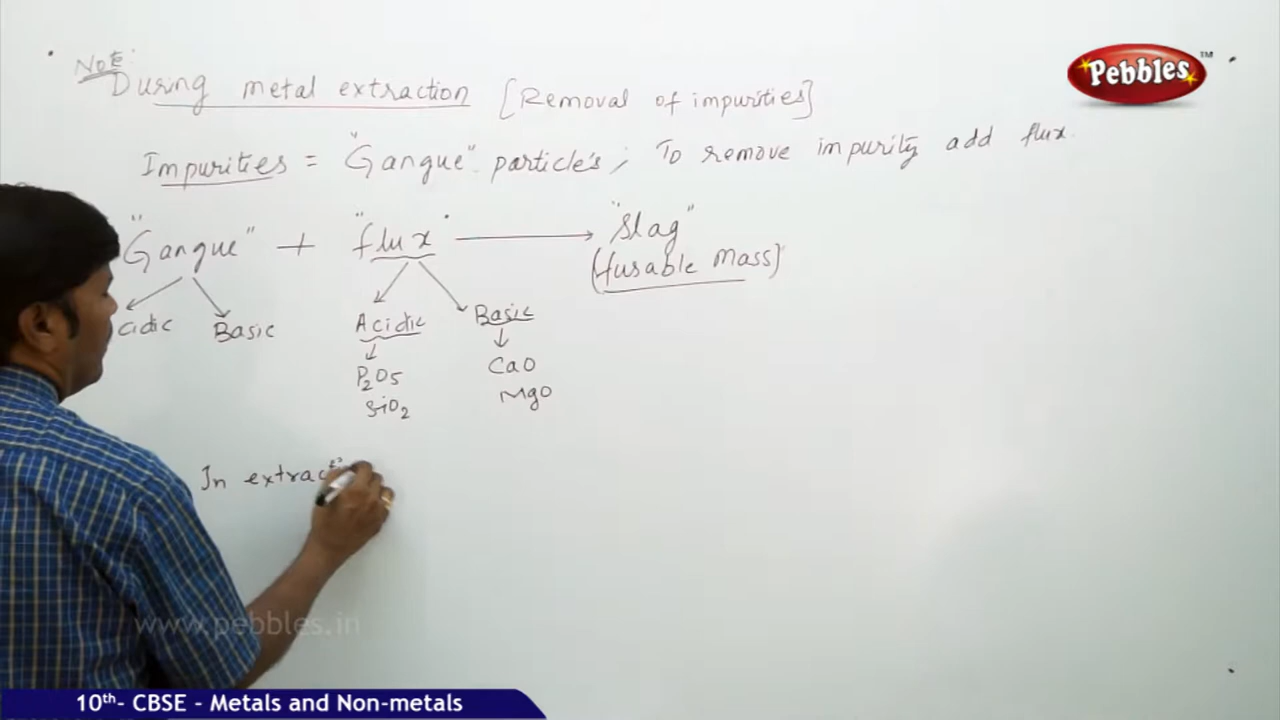 Note:
During metal extraction [Removal of impurities]
Impurities = "Gangue" particle's; To remove impurity add flux.
"Gangue" + "flux" → "Slag"
(fusable mass)
cidic Basic Acidic Basic
P2O5 CaO
SiO2 MgO
In extract
Pebbles™
www.pebbles.in
10th- CBSE - Metals and Non-metals